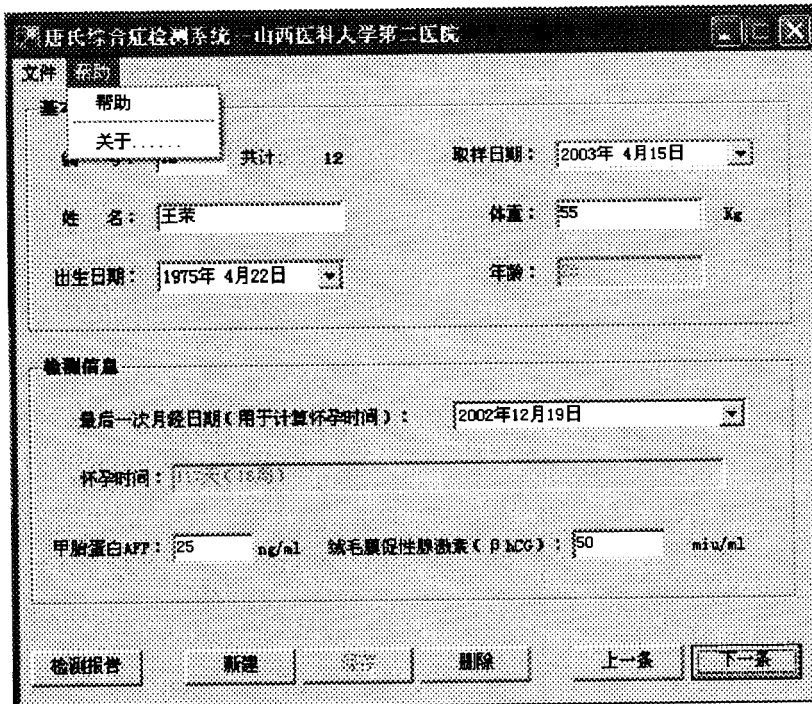 唐氏综合症检测系统--山西医科大学第二医院
文件 帮助
帮助
关于......
共计: 12 取样日期: 2003年 4月15日
姓 名: 王荣 体重: 55 Kg
出生日期: 1975年 4月22日 年龄:
检测信息
最后一次月经日期(用于计算怀孕时间): 2002年12月19日
怀孕时间:
甲胎蛋白AFP: 25 ng/ml 绒毛膜促性腺激素(βhCG): 50 miu/ml
检测报告 新建 保存 删除 上一条 下一条